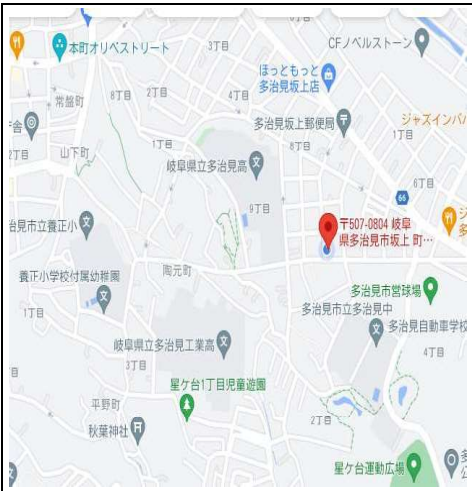 本町オリベストリート
3丁目
CFノベルストーン
ほっともっと
多治見坂上店
常盤町
8丁目
2丁目
4丁目
多治見坂上郵便局
ジャズインバ
1丁目
2丁目
山下町
1丁目
岐阜県立多治見高
8丁目
6丁目
66
9丁目
治見市立養正小
〒507-0804 岐阜
県多治見市坂上 町…
陶元町
養正小学校付属幼稚園
多治見市営球場
1丁目
多治見市立多治見中
多治見自動車学校
岐阜県立多治見工業高
3丁目
4丁目
星ケ台1丁目児童遊園
平野町
2丁目
秋葉神社
星ケ台運動広場